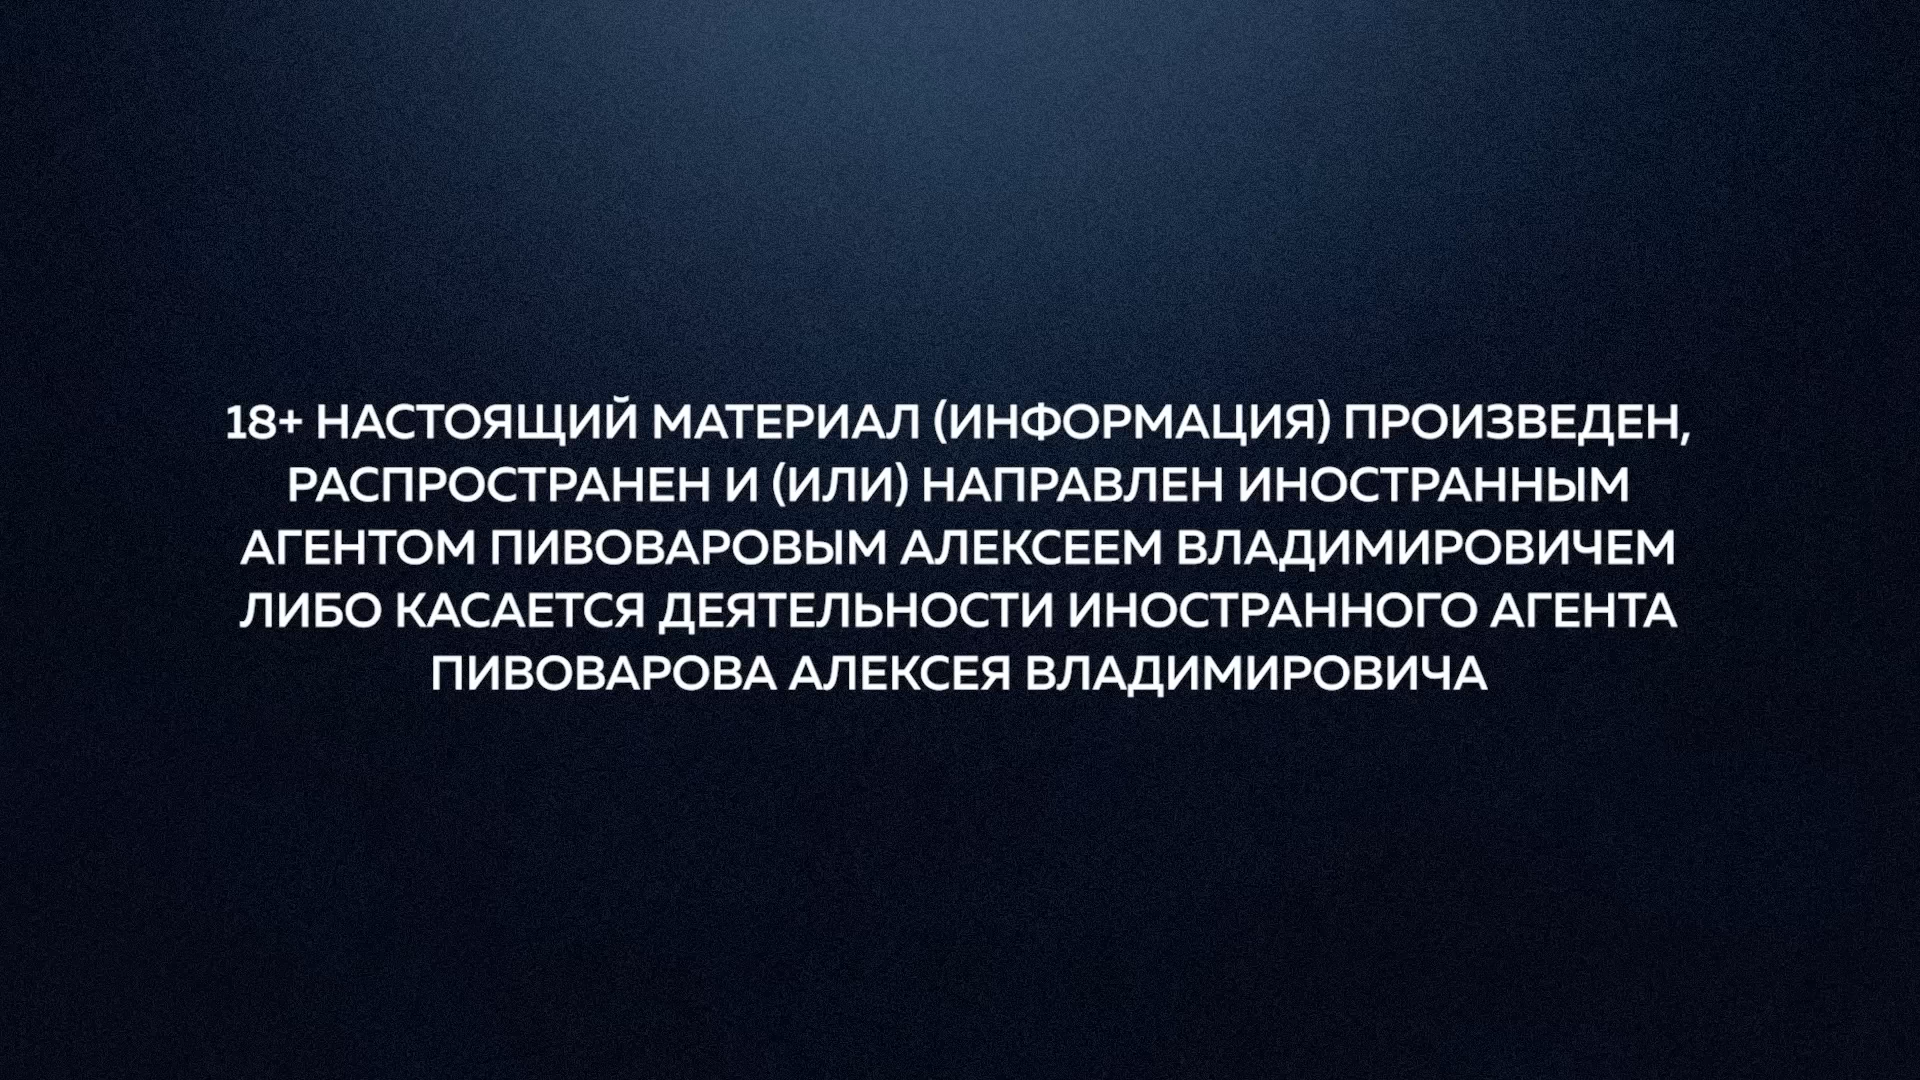 18+ НАСТОЯЩИЙ МАТЕРИАЛ (ИНФОРМАЦИЯ) ПРОИЗВЕДЕН,
РАСПРОСТРАНЕН И (ИЛИ) НАПРАВЛЕН ИНОСТРАННЫМ
АГЕНТОМ ПИВОВАРОВЫМ АЛЕКСЕЕМ ВЛАДИМИРОВИЧЕМ
ЛИБО КАСАЕТСЯ ДЕЯТЕЛЬНОСТИ ИНОСТРАННОГО АГЕНТА
ПИВОВАРОВА АЛЕКСЕЯ ВЛАДИМИРОВИЧА